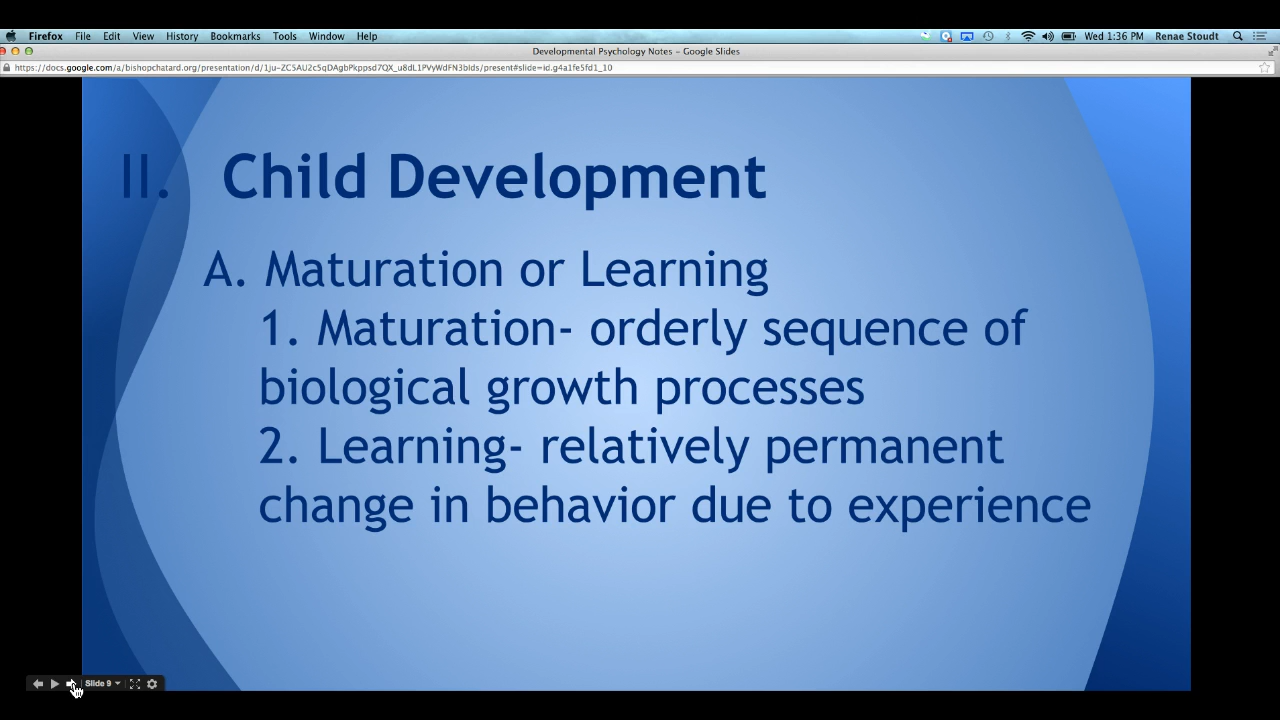 Firefox File Edit View History Bookmarks Tools Window Help Wed 1:36 PM Renae Stoudt
Developmental Psychology Notes – Google Slides
II. Child Development
A. Maturation or Learning
1. Maturation- orderly sequence of
biological growth processes
2. Learning- relatively permanent
change in behavior due to experience
Slide 9